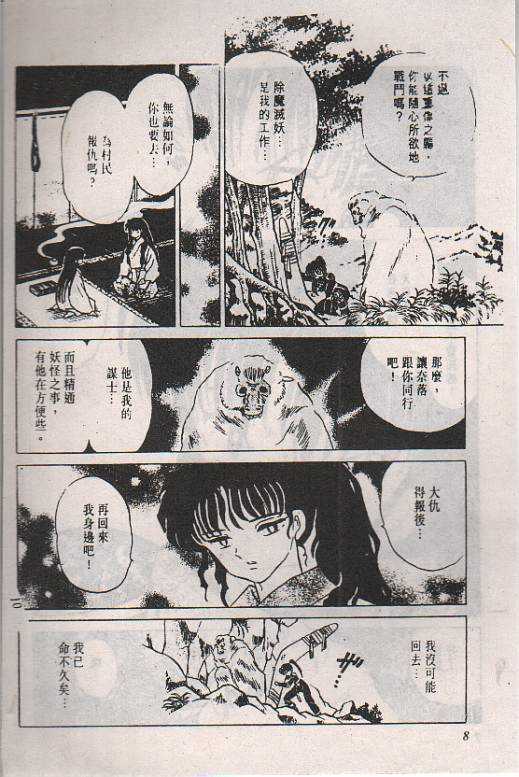 不過
以這重傷之軀，
你能隨心所欲地
戰鬥嗎？
除魔滅妖…
是我的工作…
無論如何，
你也要去…
為村民
報仇嗎？
那麼，
讓奈落
跟你同行
吧！
他是我的
謀士…
而且精通
妖怪之事，
有他在方便些。
大仇
得報後…
再回來
我身邊吧！
我沒可能
回去…
我已
命不久矣…
10
8